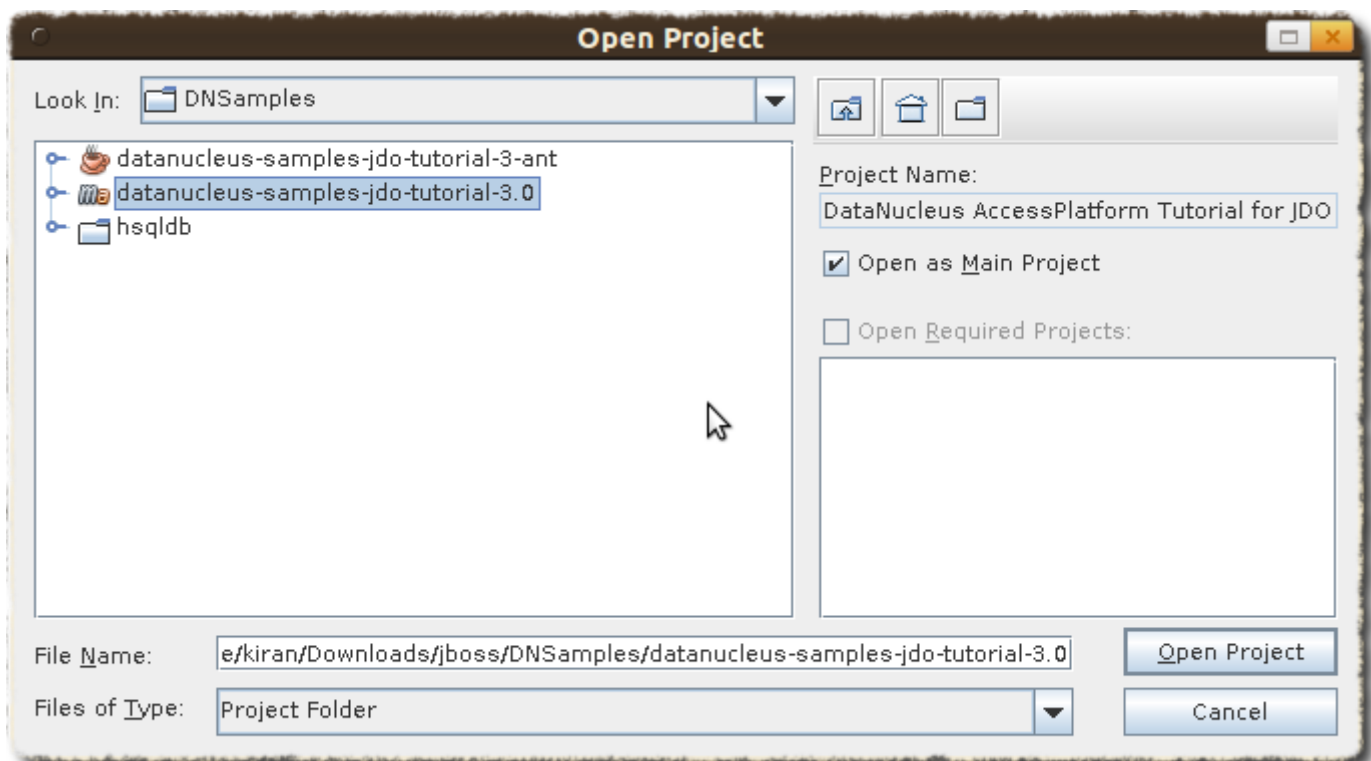 Open Project
Look In: DNSamples
datanucleus-samples-jdo-tutorial-3-ant
datanucleus-samples-jdo-tutorial-3.0
hsqldb
Project Name:
DataNucleus AccessPlatform Tutorial for JDO
Open as Main Project
Open Required Projects:
File Name: e/kiran/Downloads/jboss/DNSamples/datanucleus-samples-jdo-tutorial-3.0
Open Project
Files of Type: Project Folder
Cancel